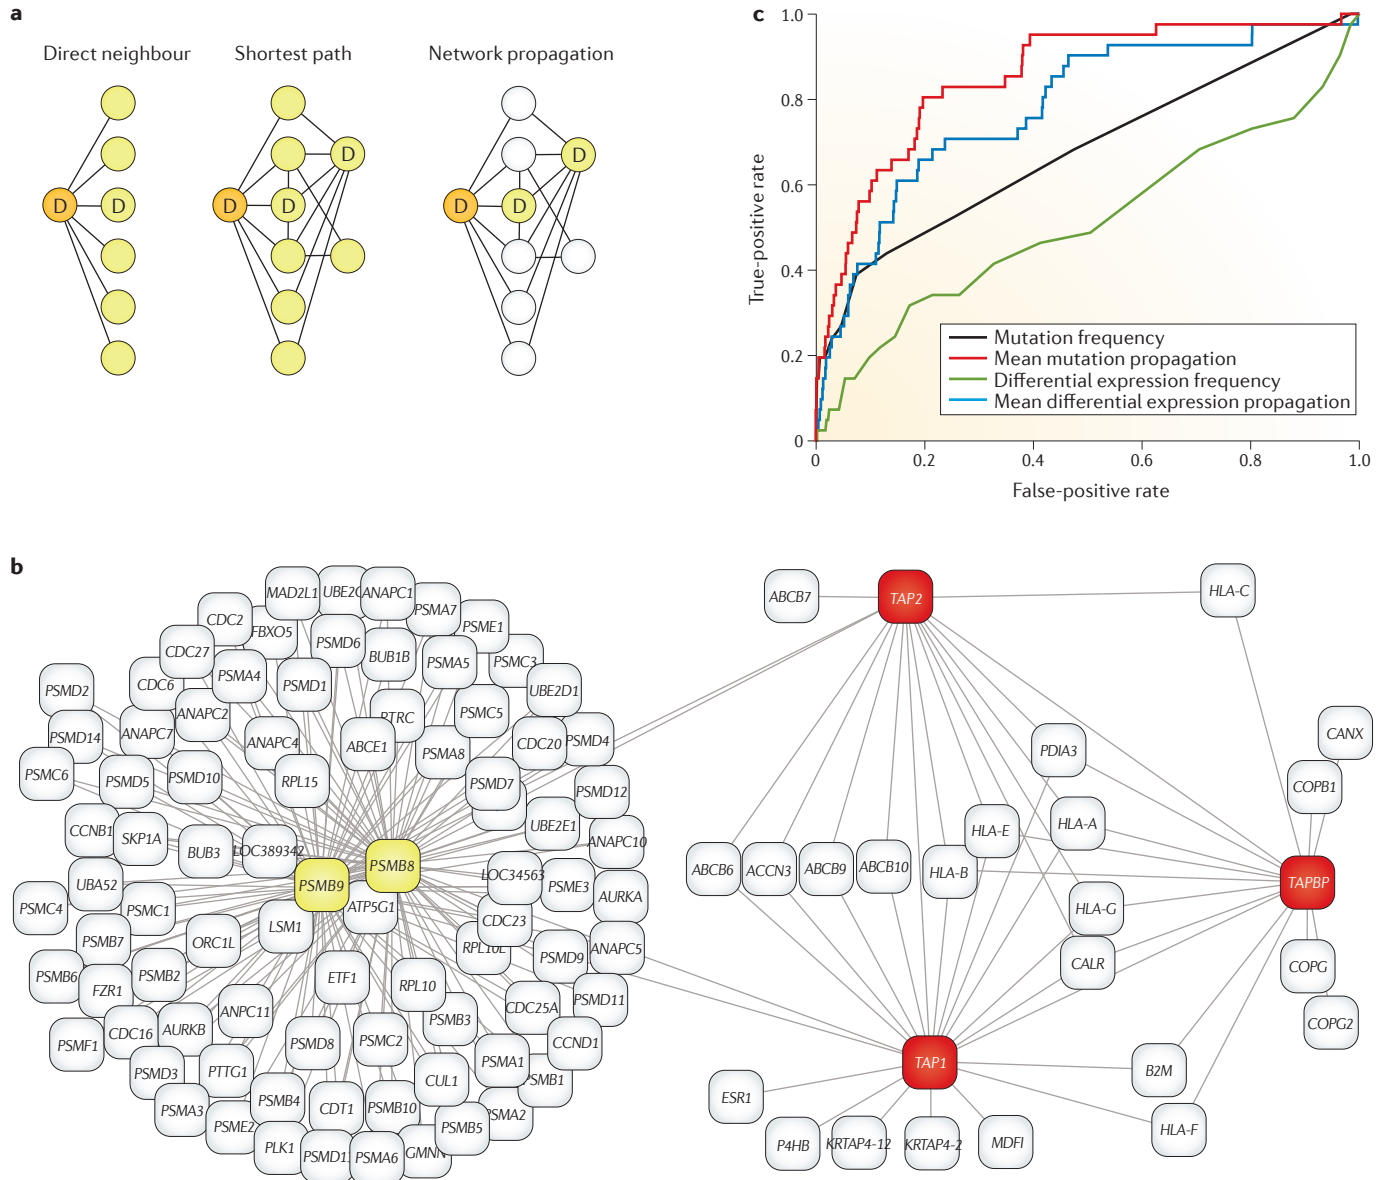 a
Direct neighbour
Shortest path
Network propagation
D
D
D
D
D
D
D
D
c
1.0
0.8
0.6
0.4
0.2
0
True-positive rate
0
0.2
0.4
0.6
0.8
1.0
False-positive rate
Mutation frequency
Mean mutation propagation
Differential expression frequency
Mean differential expression propagation
b
MAD2L1
ANAPC1
PSMA7
CDC2
FBXO5
PSMD6
PSME1
CDC27
BUB1B
PSMA5
PSMC3
PSMA4
PSMD1
UBE2D1
PSMD2
CDC6
ANAPC2
PSMC5
PSMD14
ANAPC7
ANAPC4
ABCE1
PSMA8
CDC20
PSMD4
PSMC6
PSMD5
PSMD10
RPL15
PSMD7
PSMD12
CCNB1
SKP1A
BUB3
LOC389342
UBE2E1
ANAPC10
PSMB9
PSMB8
UBA52
LOC34563
PSME3
AURKA
PSMC4
PSMC1
LSM1
ATP5G1
CDC23
PSMB7
ORC1L
PSMD9
ANAPC5
PSMB6
FZR1
PSMB2
ETF1
RPL10
PSMD11
CDC25A
ANPC11
PSMB3
PSMF1
CDC16
AURKB
PSMD8
PSMC2
CCND1
PSMD3
PTTG1
CUL1
PSMA1
PSMB1
PSMA3
PSME2
PSMB4
CDT1
PSMB10
PSMB5
PLK1
PSMA6
GMNN
ABCB7
TAP2
HLA-C
PDIA3
CANX
COPB1
HLA-E
HLA-A
ABCB6
ACCN3
ABCB9
ABCB10
HLA-B
TAPBP
HLA-G
CALR
COPG
COPG2
TAP1
B2M
ESR1
HLA-F
P4HB
KRTAP4-12
KRTAP4-2
MDFI